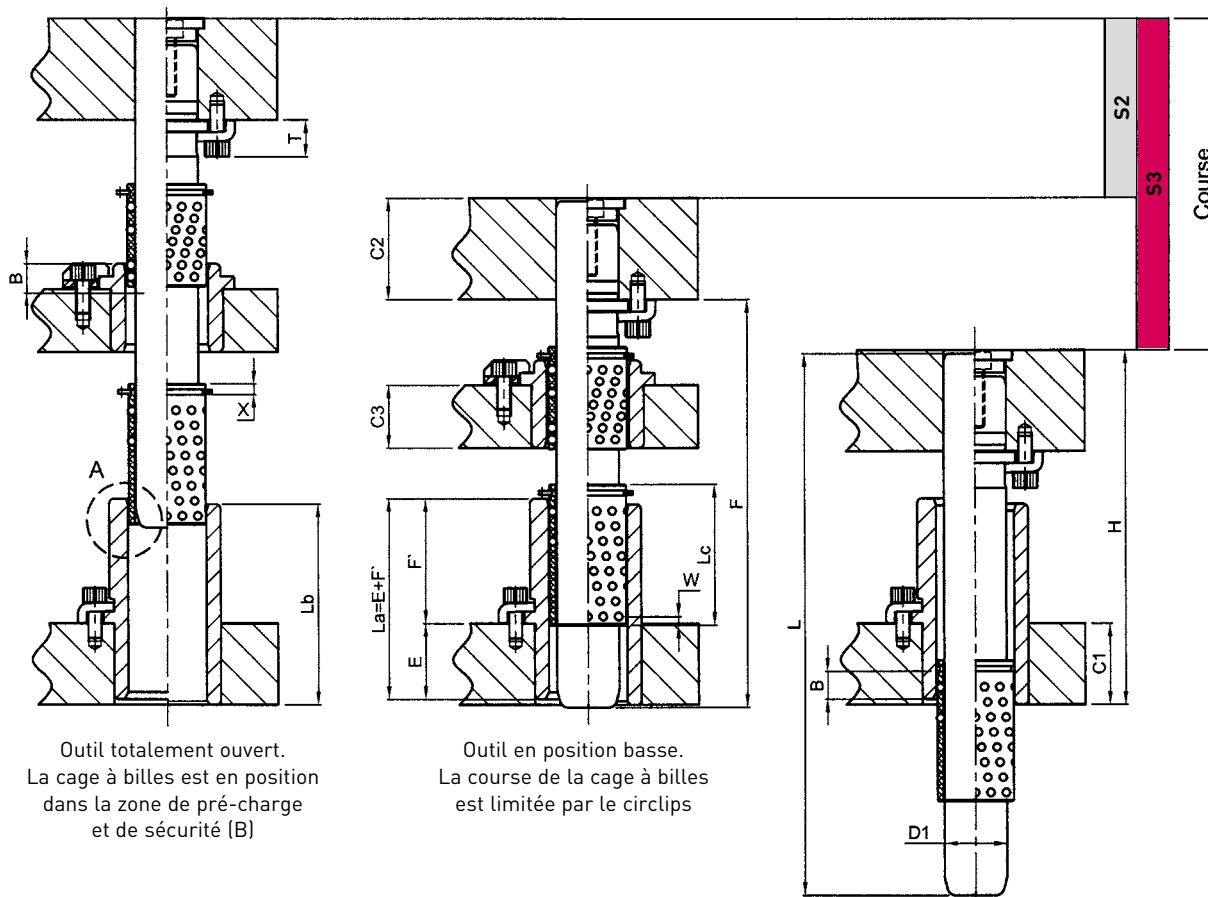 S2
S3
Course
T
B
X
A
Lb
C2
C3
La=E+F`
F`
E
Lc
W
F
L
H
B
C1
D1
Outil totalement ouvert.
La cage à billes est en position
dans la zone de pré-charge
et de sécurité (B)
Outil en position basse.
La course de la cage à billes
est limitée par le circlips